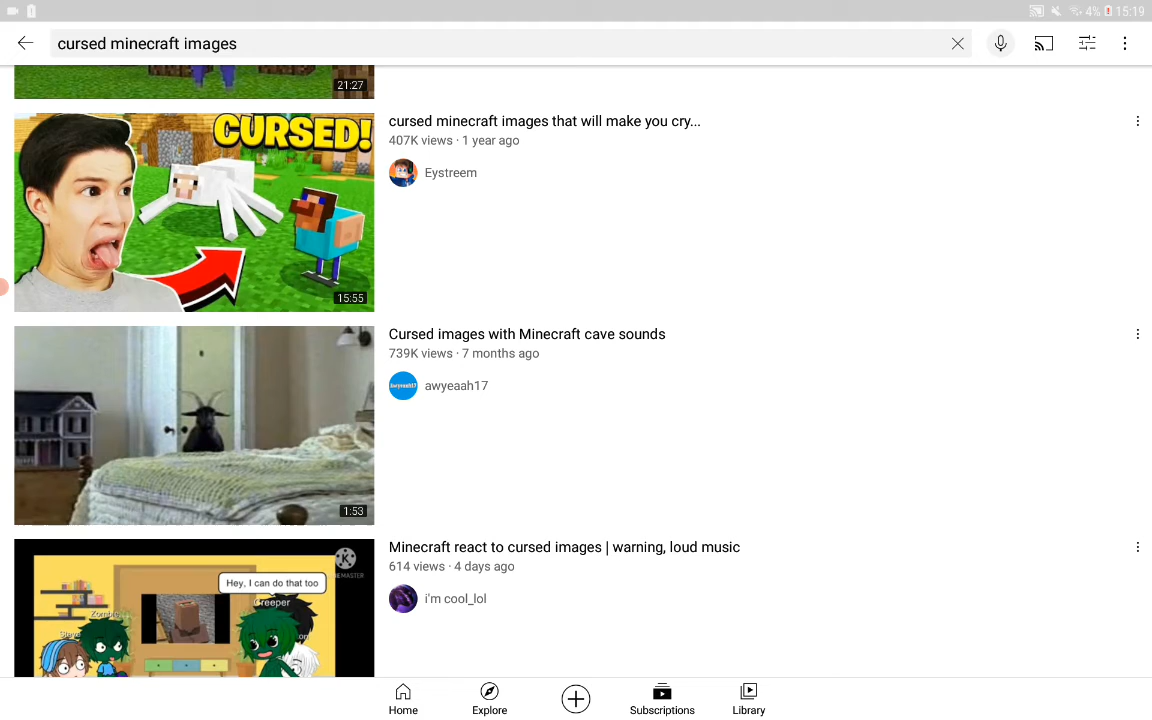 4% 15:19
cursed minecraft images
21:27
CURSED!
15:55
cursed minecraft images that will make you cry...
407K views · 1 year ago
Eystreem
1:53
Cursed images with Minecraft cave sounds
739K views · 7 months ago
awyeaah17
Hey, I can do that too
Creeper
Zombie
Steve
Minecraft react to cursed images | warning, loud music
614 views · 4 days ago
i'm cool_lol
Home
Explore
Subscriptions
Library